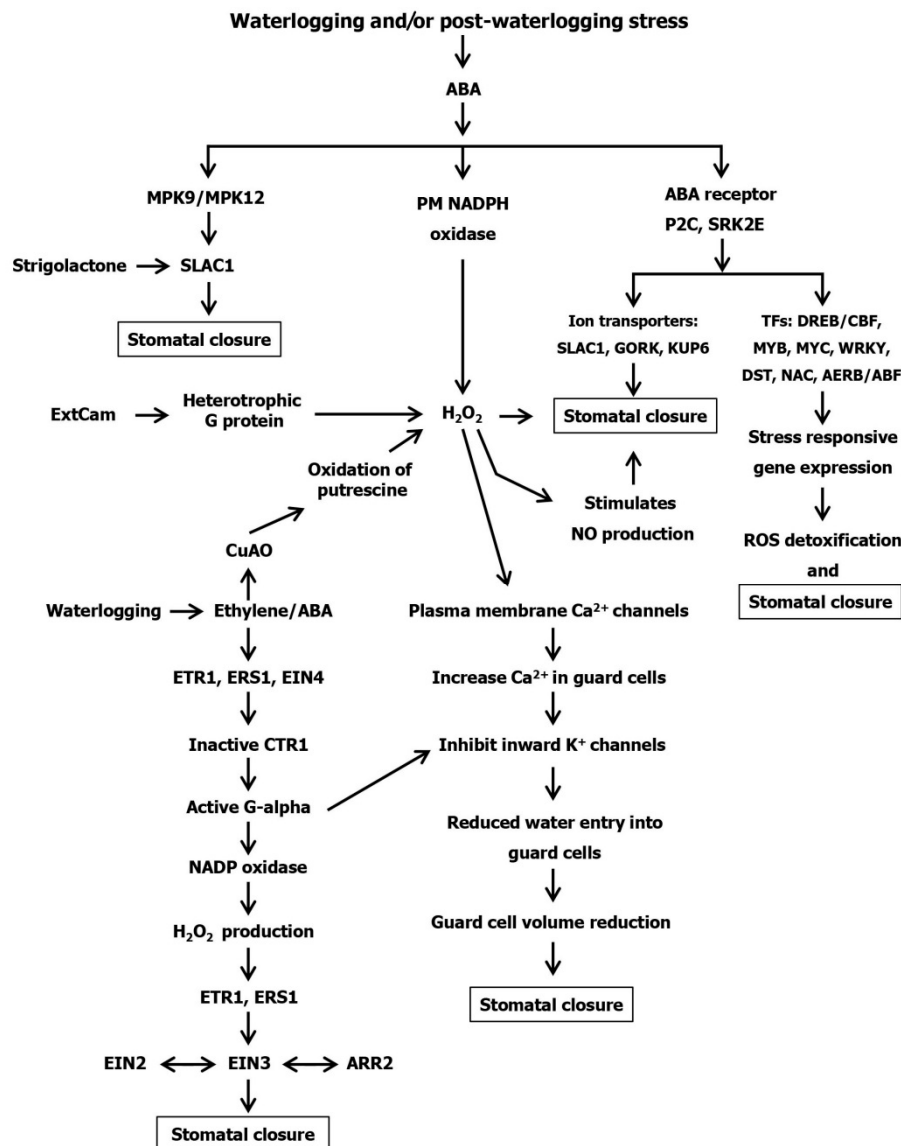 Waterlogging and/or post-waterlogging stress
ABA
MPK9/MPK12
PM NADPH
oxidase
ABA receptor
P2C, SRK2E
Strigolactone
SLAC1
Stomatal closure
Ion transporters:
SLAC1, GORK, KUP6
Stomatal closure
TFs: DREB/CBF,
MYB, MYC, WRKY,
DST, NAC, AERB/ABF
Stress responsive
gene expression
ROS detoxification
and
Stomatal closure
ExtCam
Heterotrophic
G protein
H₂O₂
Oxidation of
putrescine
Stimulates
NO production
CuAO
Waterlogging
Ethylene/ABA
ETR1, ERS1, EIN4
Inactive CTR1
Active G-alpha
NADP oxidase
H₂O₂ production
ETR1, ERS1
EIN2
EIN3
ARR2
Stomatal closure
Plasma membrane Ca²⁺ channels
Increase Ca²⁺ in guard cells
Inhibit inward K⁺ channels
Reduced water entry into
guard cells
Guard cell volume reduction
Stomatal closure